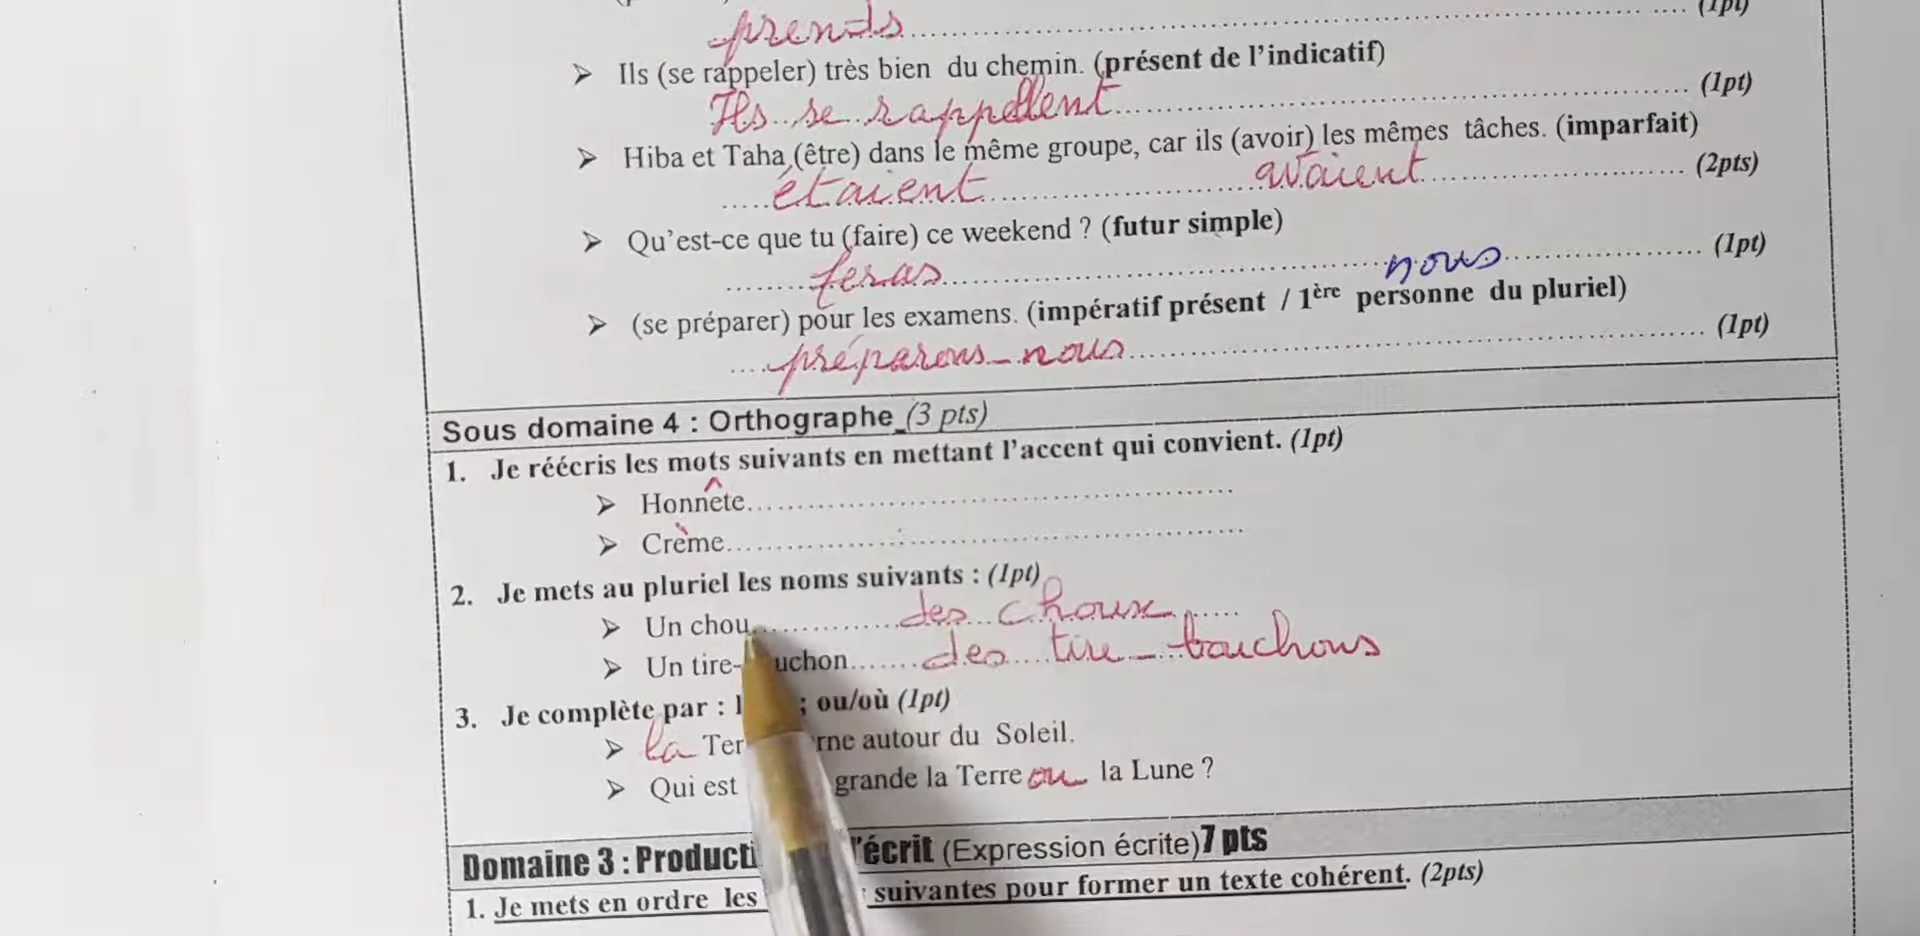 prends (1pt)
➢ Ils (se rappeler) très bien du chemin. (présent de l'indicatif)
Ils se rappellent (1pt)
➢ Hiba et Taha (être) dans le même groupe, car ils (avoir) les mêmes tâches. (imparfait)
étaient avaient (2pts)
➢ Qu'est-ce que tu (faire) ce weekend ? (futur simple)
feras nous (1pt)
➢ (se préparer) pour les examens. (impératif présent / 1ère personne du pluriel)
préparons-nous (1pt)
Sous domaine 4 : Orthographe (3 pts)
1. Je réécris les mots suivants en mettant l'accent qui convient. (1pt)
➢ Honnête
➢ Crème
2. Je mets au pluriel les noms suivants : (1pt)
➢ Un chou des choux
➢ Un tire- uchon des tire-bouchons
3. Je complète par : ; ou/où (1pt)
➢ la Ter rne autour du Soleil.
➢ Qui est grande la Terre ou la Lune ?
Domaine 3 : Producti l'écrit (Expression écrite) 7 pts
1. Je mets en ordre les suivantes pour former un texte cohérent. (2pts)